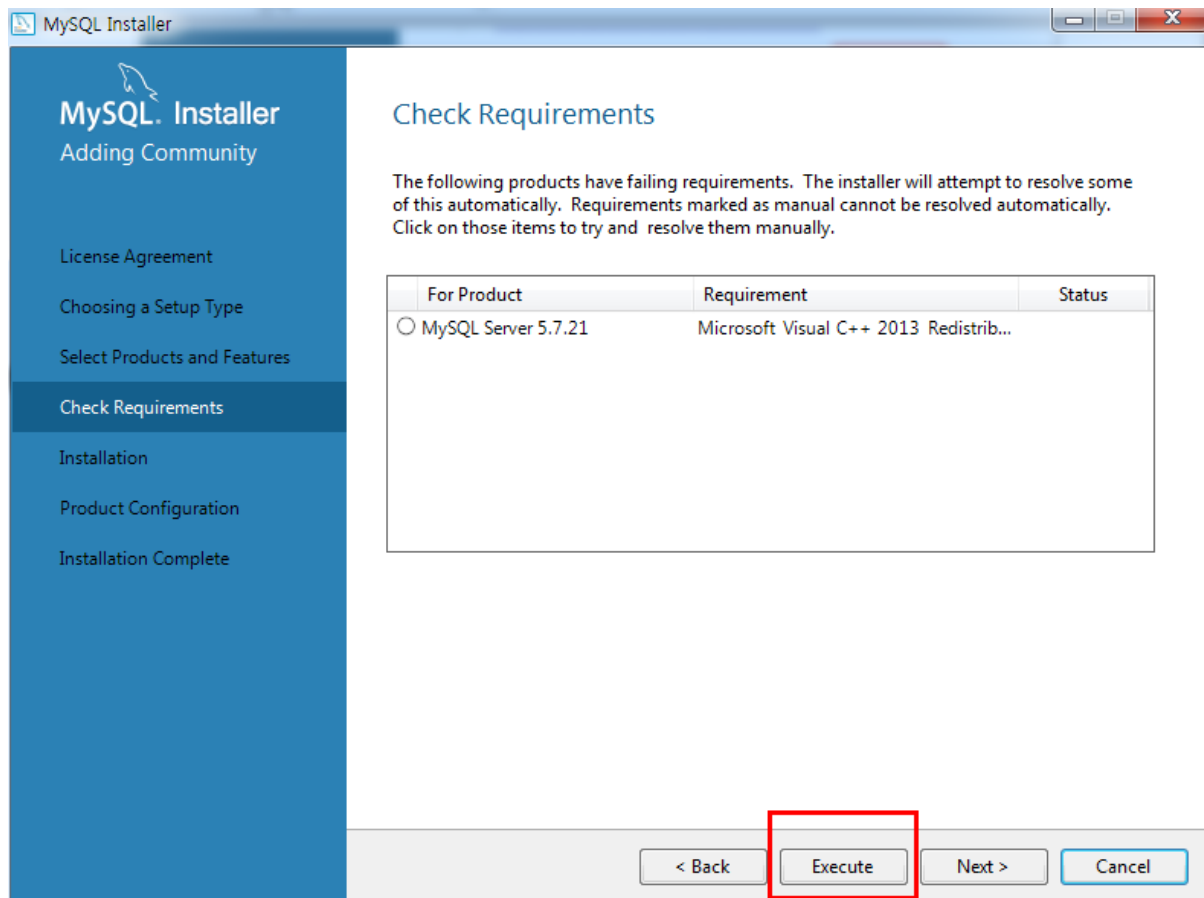 MySQL Installer
MySQL. Installer
Adding Community
License Agreement
Choosing a Setup Type
Select Products and Features
Check Requirements
Installation
Product Configuration
Installation Complete
Check Requirements
The following products have failing requirements. The installer will attempt to resolve some
of this automatically. Requirements marked as manual cannot be resolved automatically.
Click on those items to try and resolve them manually.
For Product Requirement Status
MySQL Server 5.7.21 Microsoft Visual C++ 2013 Redistrib...
< Back Execute Next > Cancel